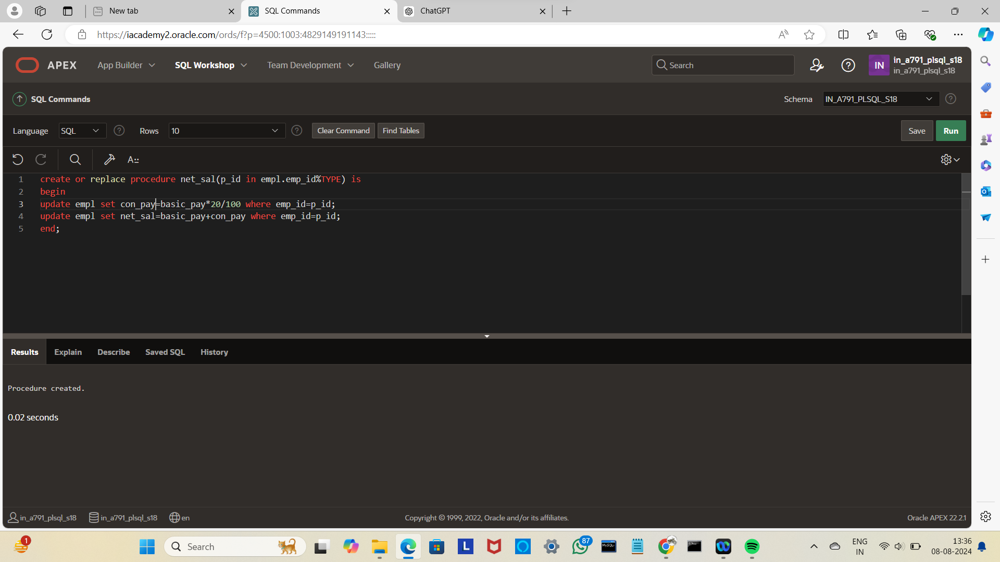 New tab
SQL Commands
ChatGPT
https://iacademy2.oracle.com/ords/f?p=4500:1003:4829149191143:::::
APEX
App Builder
SQL Workshop
Team Development
Gallery
Search
IN
in_a791_plsql_s18
in_a791_plsql_s18
SQL Commands
Schema
IN_A791_PLSQL_S18
Language
SQL
Rows
10
Clear Command
Find Tables
Save
Run
1 create or replace procedure net_sal(p_id in empl.emp_id%TYPE) is
2 begin
3 update empl set con_pay=basic_pay*20/100 where emp_id=p_id;
4 update empl set net_sal=basic_pay+con_pay where emp_id=p_id;
5 end;
Results
Explain
Describe
Saved SQL
History
Procedure created.
0.02 seconds
in_a791_plsql_s18
in_a791_plsql_s18
en
Copyright © 1999, 2022, Oracle and/or its affiliates.
Oracle APEX 22.2.1
1
Search
L
87
MySQL
ENG
IN
13:36
08-08-2024